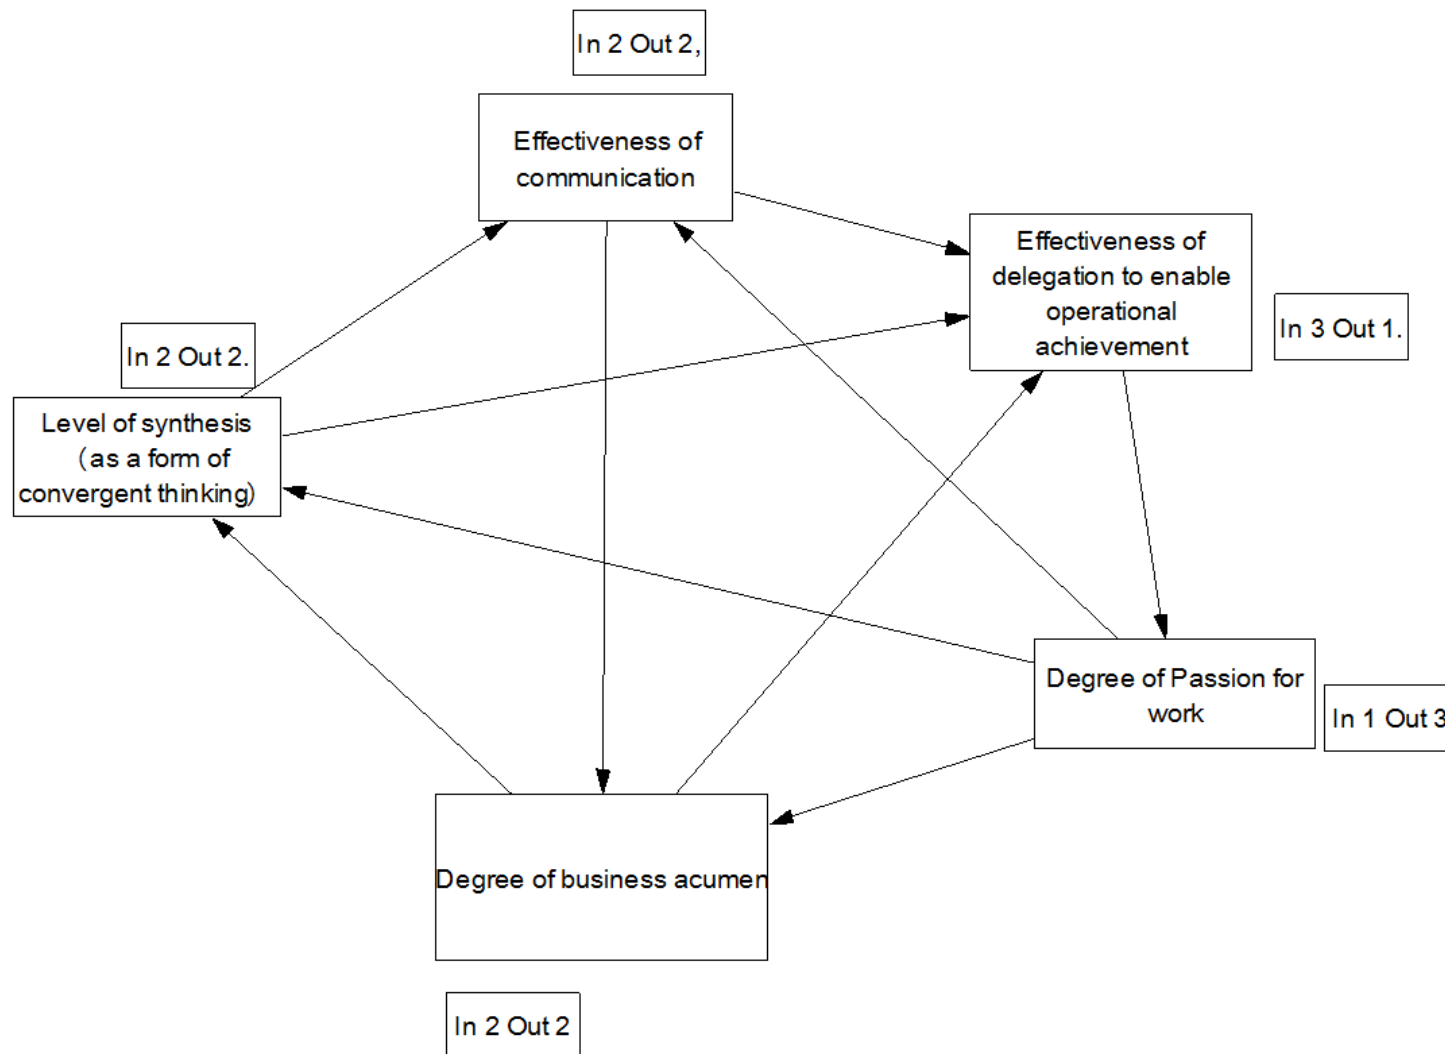 In 2 Out 2,
Effectiveness of
communication
Effectiveness of
delegation to enable
operational
achievement
In 3 Out 1.
In 2 Out 2.
Level of synthesis
（as a form of
convergent thinking）
Degree of Passion for
work
In 1 Out 3
Degree of business acumen
In 2 Out 2